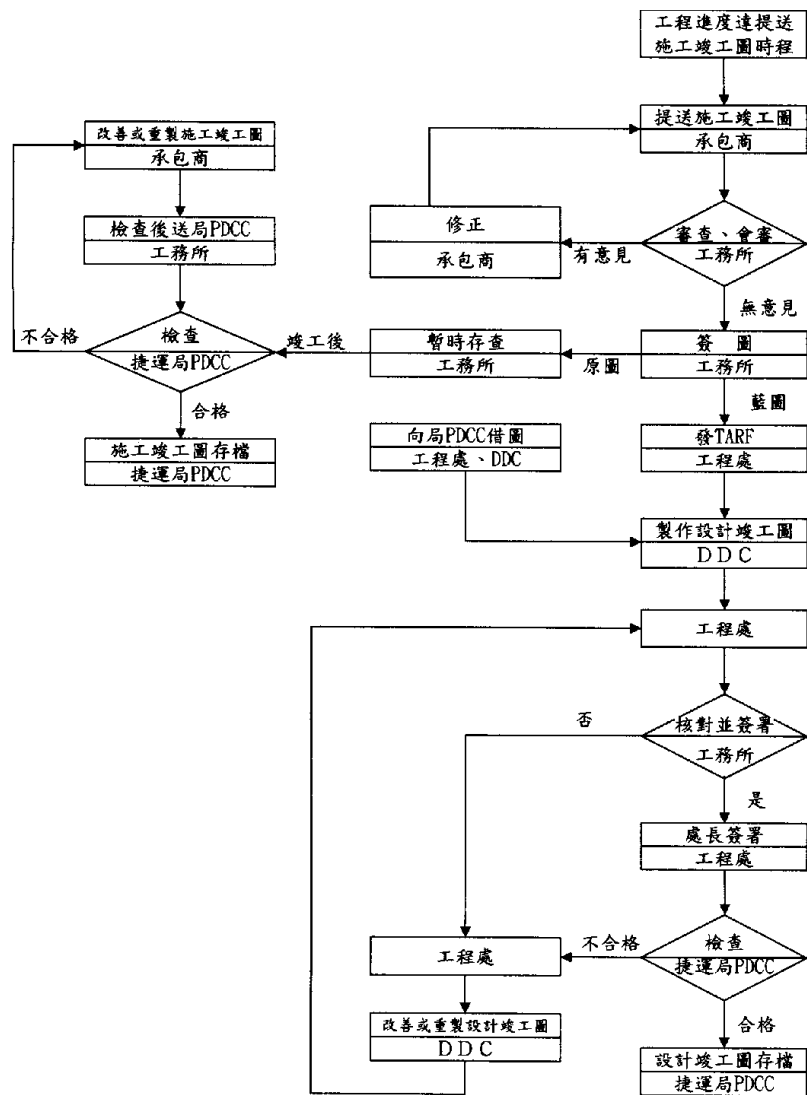 工程進度達提送
施工竣工圖時程
提送施工竣工圖
承包商
審查、會審
工務所
有意見
修正
承包商
無意見
簽圖
工務所
原圖
暫時存查
工務所
竣工後
檢查
捷運局PDCC
不合格
改善或重製施工竣工圖
承包商
檢查後送局PDCC
工務所
合格
施工竣工圖存檔
捷運局PDCC
藍圖
發TARF
工程處
向局PDCC借圖
工程處、DDC
製作設計竣工圖
DDC
工程處
核對並簽署
工務所
否
是
處長簽署
工程處
檢查
捷運局PDCC
不合格
工程處
改善或重製設計竣工圖
DDC
合格
設計竣工圖存檔
捷運局PDCC